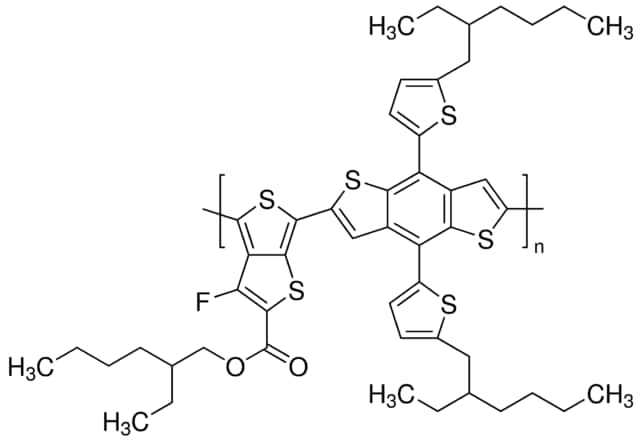 H₃C CH₃
S
S S
S n
F S S
O O
H₃C
H₃C CH₃
H₃C